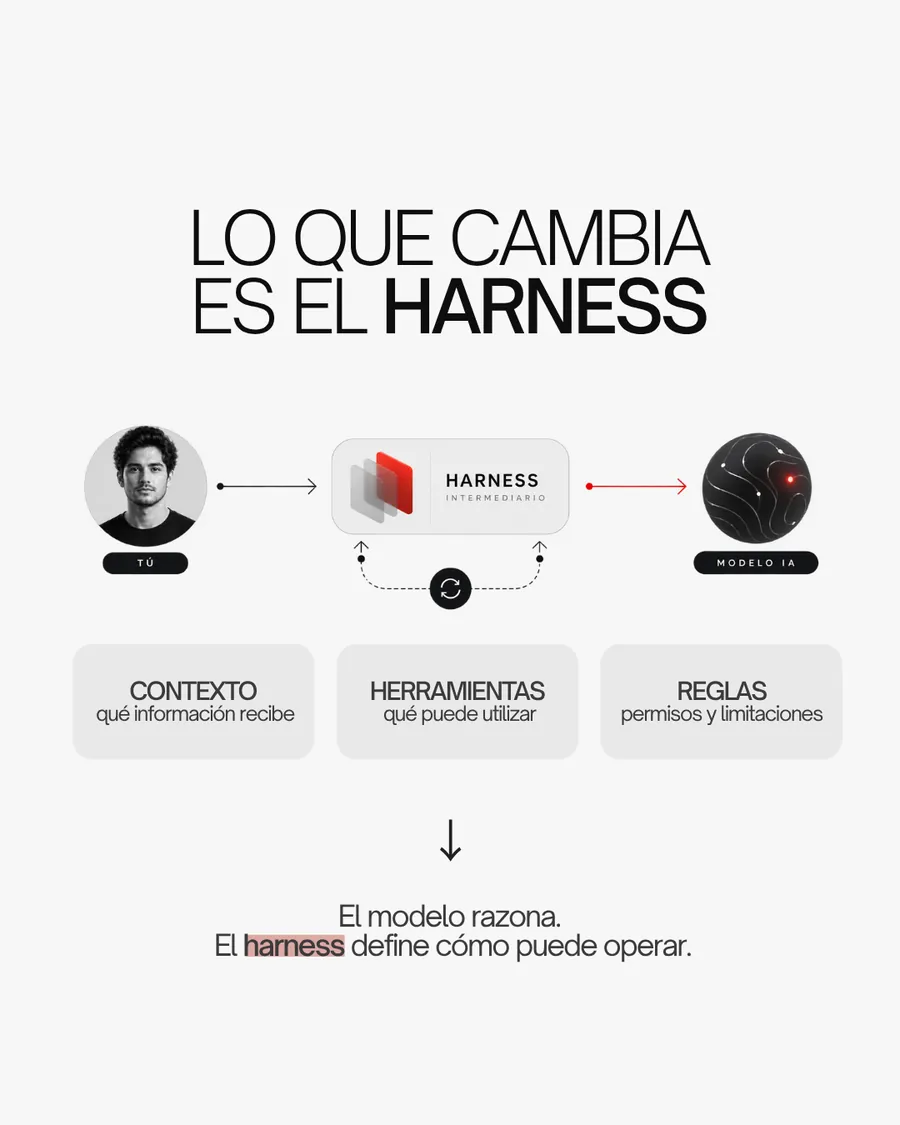 LO QUE CAMBIA
ES EL HARNESS
HARNESS
INTERMEDIARIO
TÚ
MODELO IA
CONTEXTO
qué información recibe
HERRAMIENTAS
qué puede utilizar
REGLAS
permisos y limitaciones
El modelo razona.
El harness define cómo puede operar.